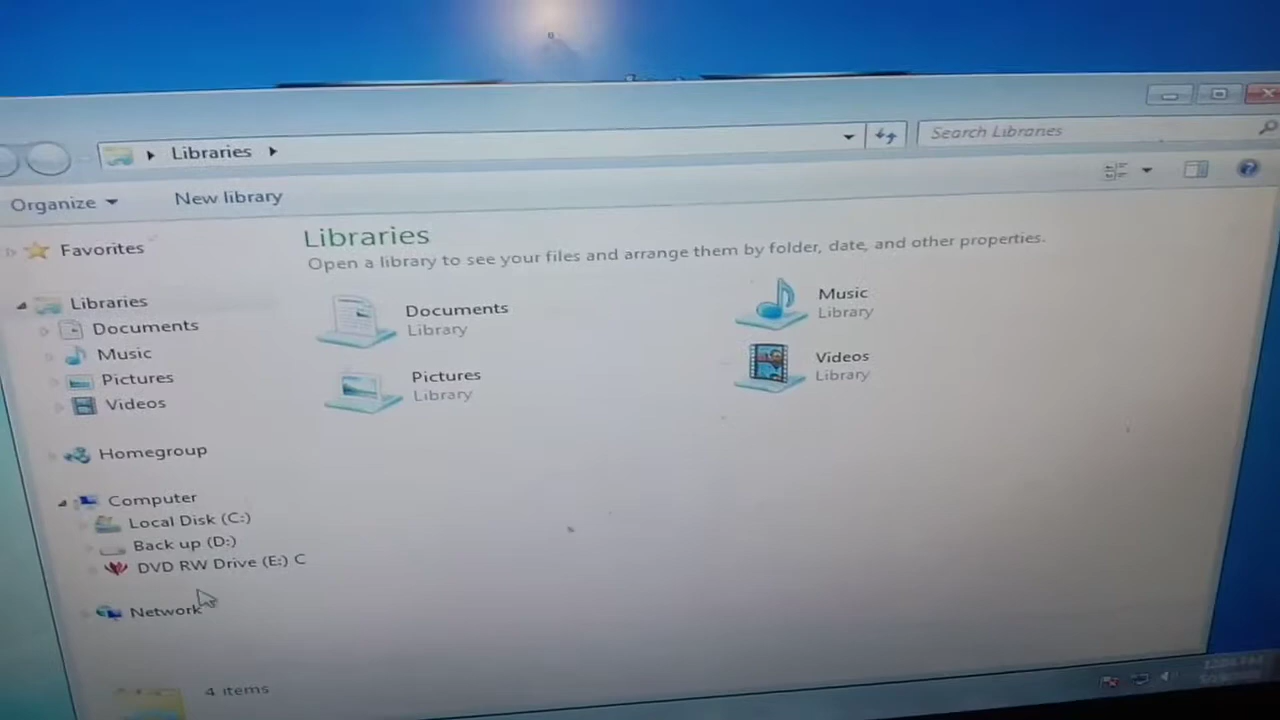 Libraries
Search Libraries
Organize
New library
Favorites
Libraries
Documents
Music
Pictures
Videos
Homegroup
Computer
Local Disk (C:)
Back up (D:)
DVD RW Drive (E:) C
Network
Libraries
Open a library to see your files and arrange them by folder, date, and other properties.
Documents
Library
Music
Library
Pictures
Library
Videos
Library
4 items